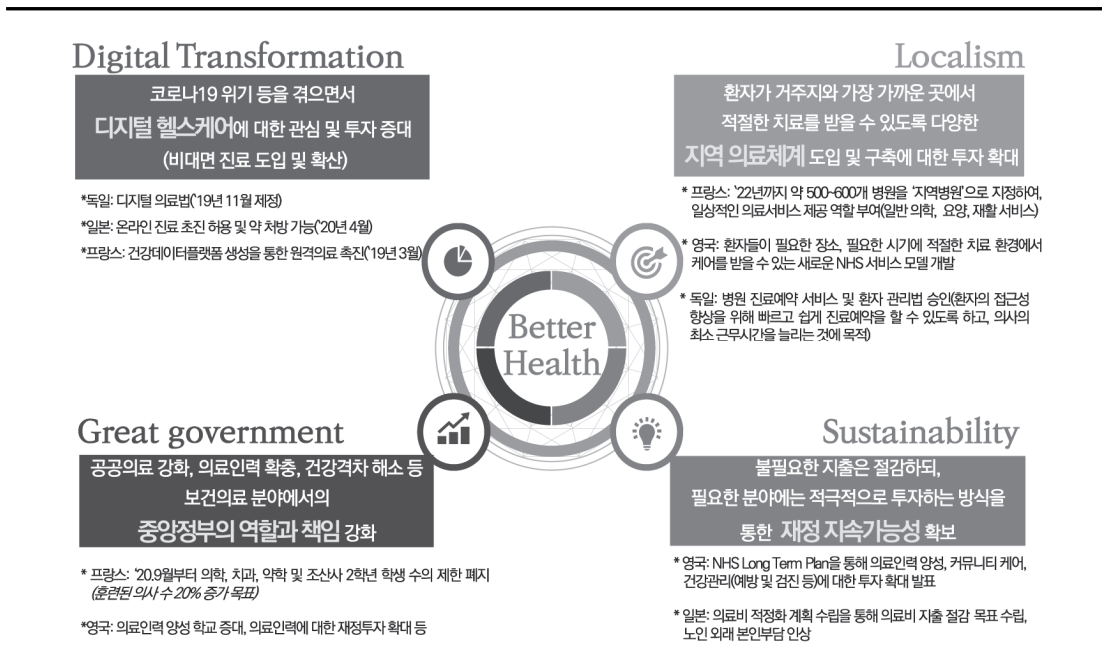 Digital Transformation
코로나19 위기 등을 겪으면서
디지털 헬스케어에 대한 관심 및 투자 증대
(비대면 진료 도입 및 확산)
*독일: 디지털 의료법('19년 11월 제정)
*일본: 온라인 진료 초진 허용 및 약 처방 가능('20년 4월)
*프랑스: 건강데이터플랫폼 생성을 통한 원격의료 촉진('19년 3월)
Localism
환자가 거주지와 가장 가까운 곳에서
적절한 치료를 받을 수 있도록 다양한
지역 의료체계 도입 및 구축에 대한 투자 확대
* 프랑스: '22년까지 약 500~600개 병원을 '지역병원'으로 지정하여,
일상적인 의료서비스 제공 역할 부여(일반 의학, 요양, 재활 서비스)
* 영국: 환자들이 필요한 장소, 필요한 시기에 적절한 치료 환경에서
케어를 받을 수 있는 새로운 NHS 서비스 모델 개발
* 독일: 병원 진료예약 서비스 및 환자 관리법 승인(환자의 접근성
향상을 위해 빠르고 쉽게 진료예약을 할 수 있도록 하고, 의사의
최소 근무시간을 늘리는 것에 목적)
Better
Health
Great government
공공의료 강화, 의료인력 확충, 건강격차 해소 등
보건의료 분야에서의
중앙정부의 역할과 책임 강화
* 프랑스: '20.9월부터 의학, 치과, 약학 및 조산사 2학년 학생 수의 제한 폐지
(훈련된 의사 수 20% 증가 목표)
*영국: 의료인력 양성 학교 증대, 의료인력에 대한 재정투자 확대 등
Sustainability
불필요한 지출은 절감하되,
필요한 분야에는 적극적으로 투자하는 방식을
통한 재정 지속가능성 확보
* 영국: NHS Long Term Plan을 통해 의료인력 양성, 커뮤니티 케어,
건강관리(예방 및 검진 등)에 대한 투자 확대 발표
* 일본: 의료비 적정화 계획 수립을 통해 의료비 지출 절감 목표 수립,
노인 외래 본인부담 인상